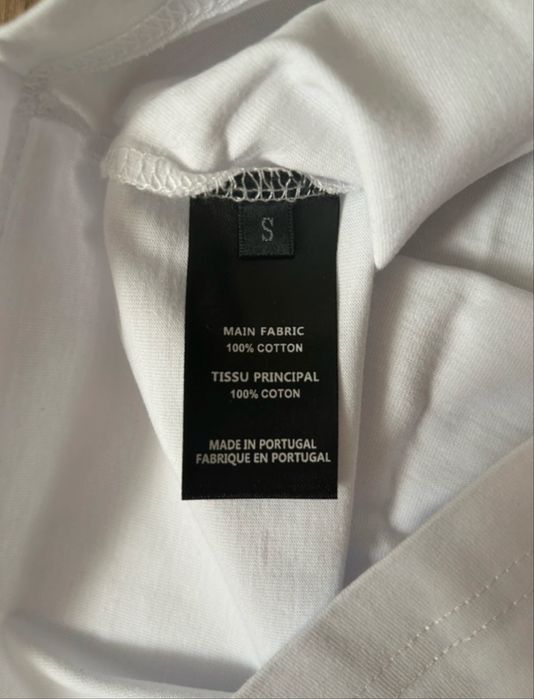 S
MAIN FABRIC
100% COTTON
TISSU PRINCIPAL
100% COTON
MADE IN PORTUGAL
FABRIQUE EN PORTUGAL